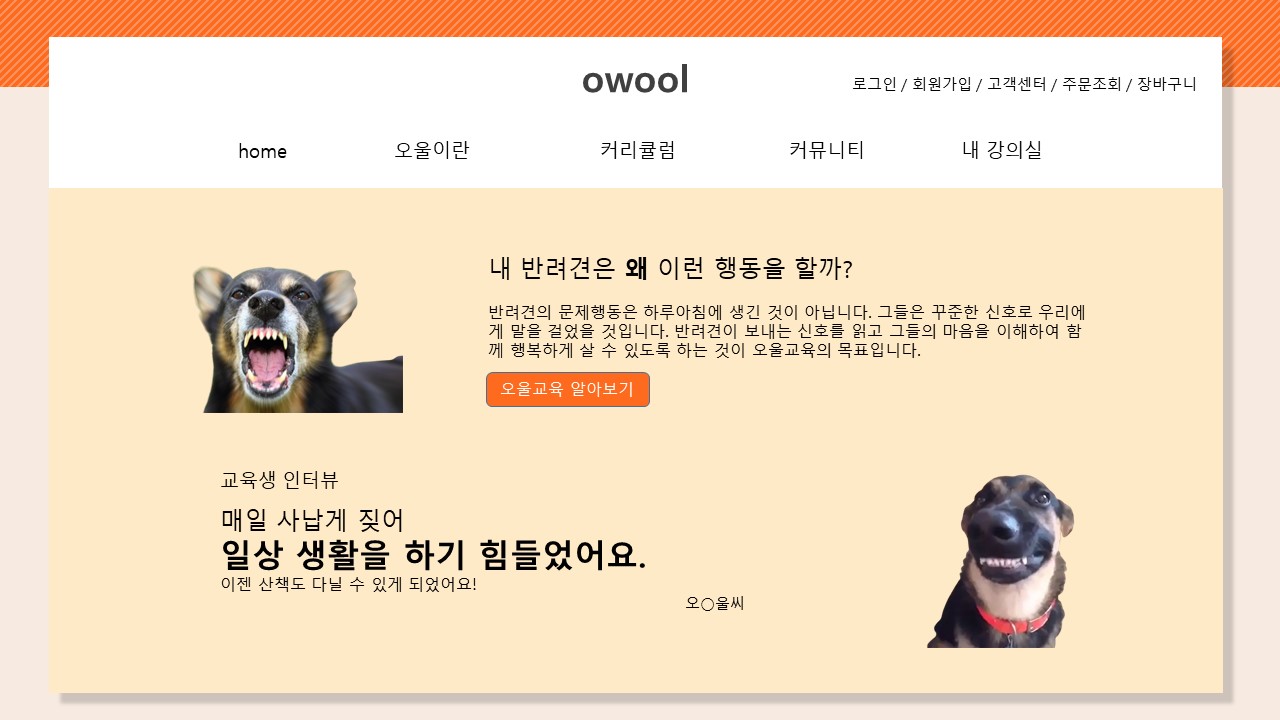 owool
로그인 / 회원가입 / 고객센터 / 주문조회 / 장바구니
home 오울이란 커리큘럼 커뮤니티 내 강의실
내 반려견은 왜 이런 행동을 할까?
반려견의 문제행동은 하루아침에 생긴 것이 아닙니다. 그들은 꾸준한 신호로 우리에
게 말을 걸었을 것입니다. 반려견이 보내는 신호를 읽고 그들의 마음을 이해하여 함
께 행복하게 살 수 있도록 하는 것이 오울교육의 목표입니다.
오울교육 알아보기
교육생 인터뷰
매일 사납게 짖어
일상 생활을 하기 힘들었어요.
이젠 산책도 다닐 수 있게 되었어요!
오○울씨